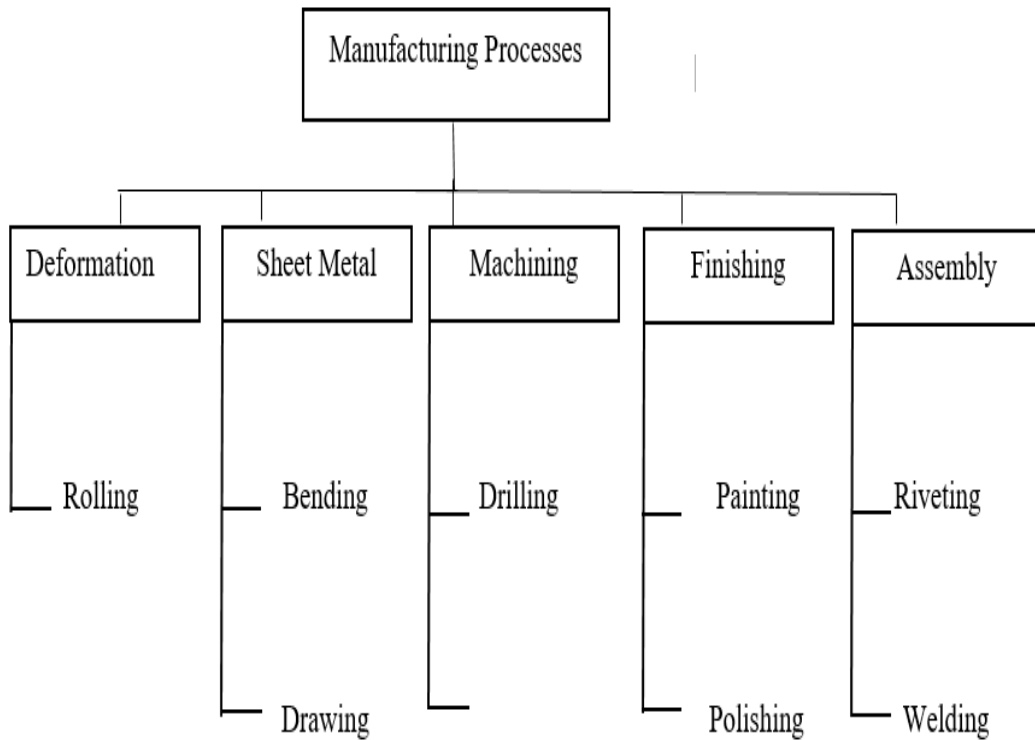 Manufacturing Processes
Deformation
Sheet Metal
Machining
Finishing
Assembly
Rolling
Bending
Drilling
Painting
Riveting
Drawing
Polishing
Welding